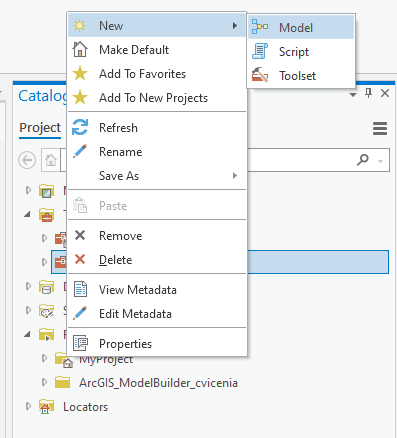 New
Model
Make Default
Script
Add To Favorites
Toolset
Add To New Projects
Catalog
Project
Refresh
Rename
Save As
Paste
Remove
Delete
View Metadata
Edit Metadata
Properties
MyProject
ArcGIS_ModelBuilder_cvicenia
Locators